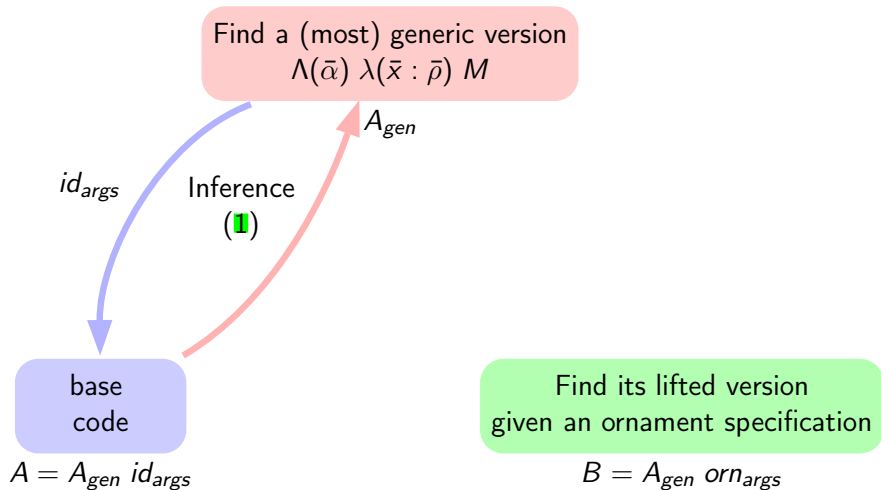 Find a (most) generic version
Λ(ᾱ) λ(x̄ : ρ̄) M
A_gen
id_args
Inference
(1)
base
code
Find its lifted version
given an ornament specification
A = A_gen id_args
B = A_gen orn_args